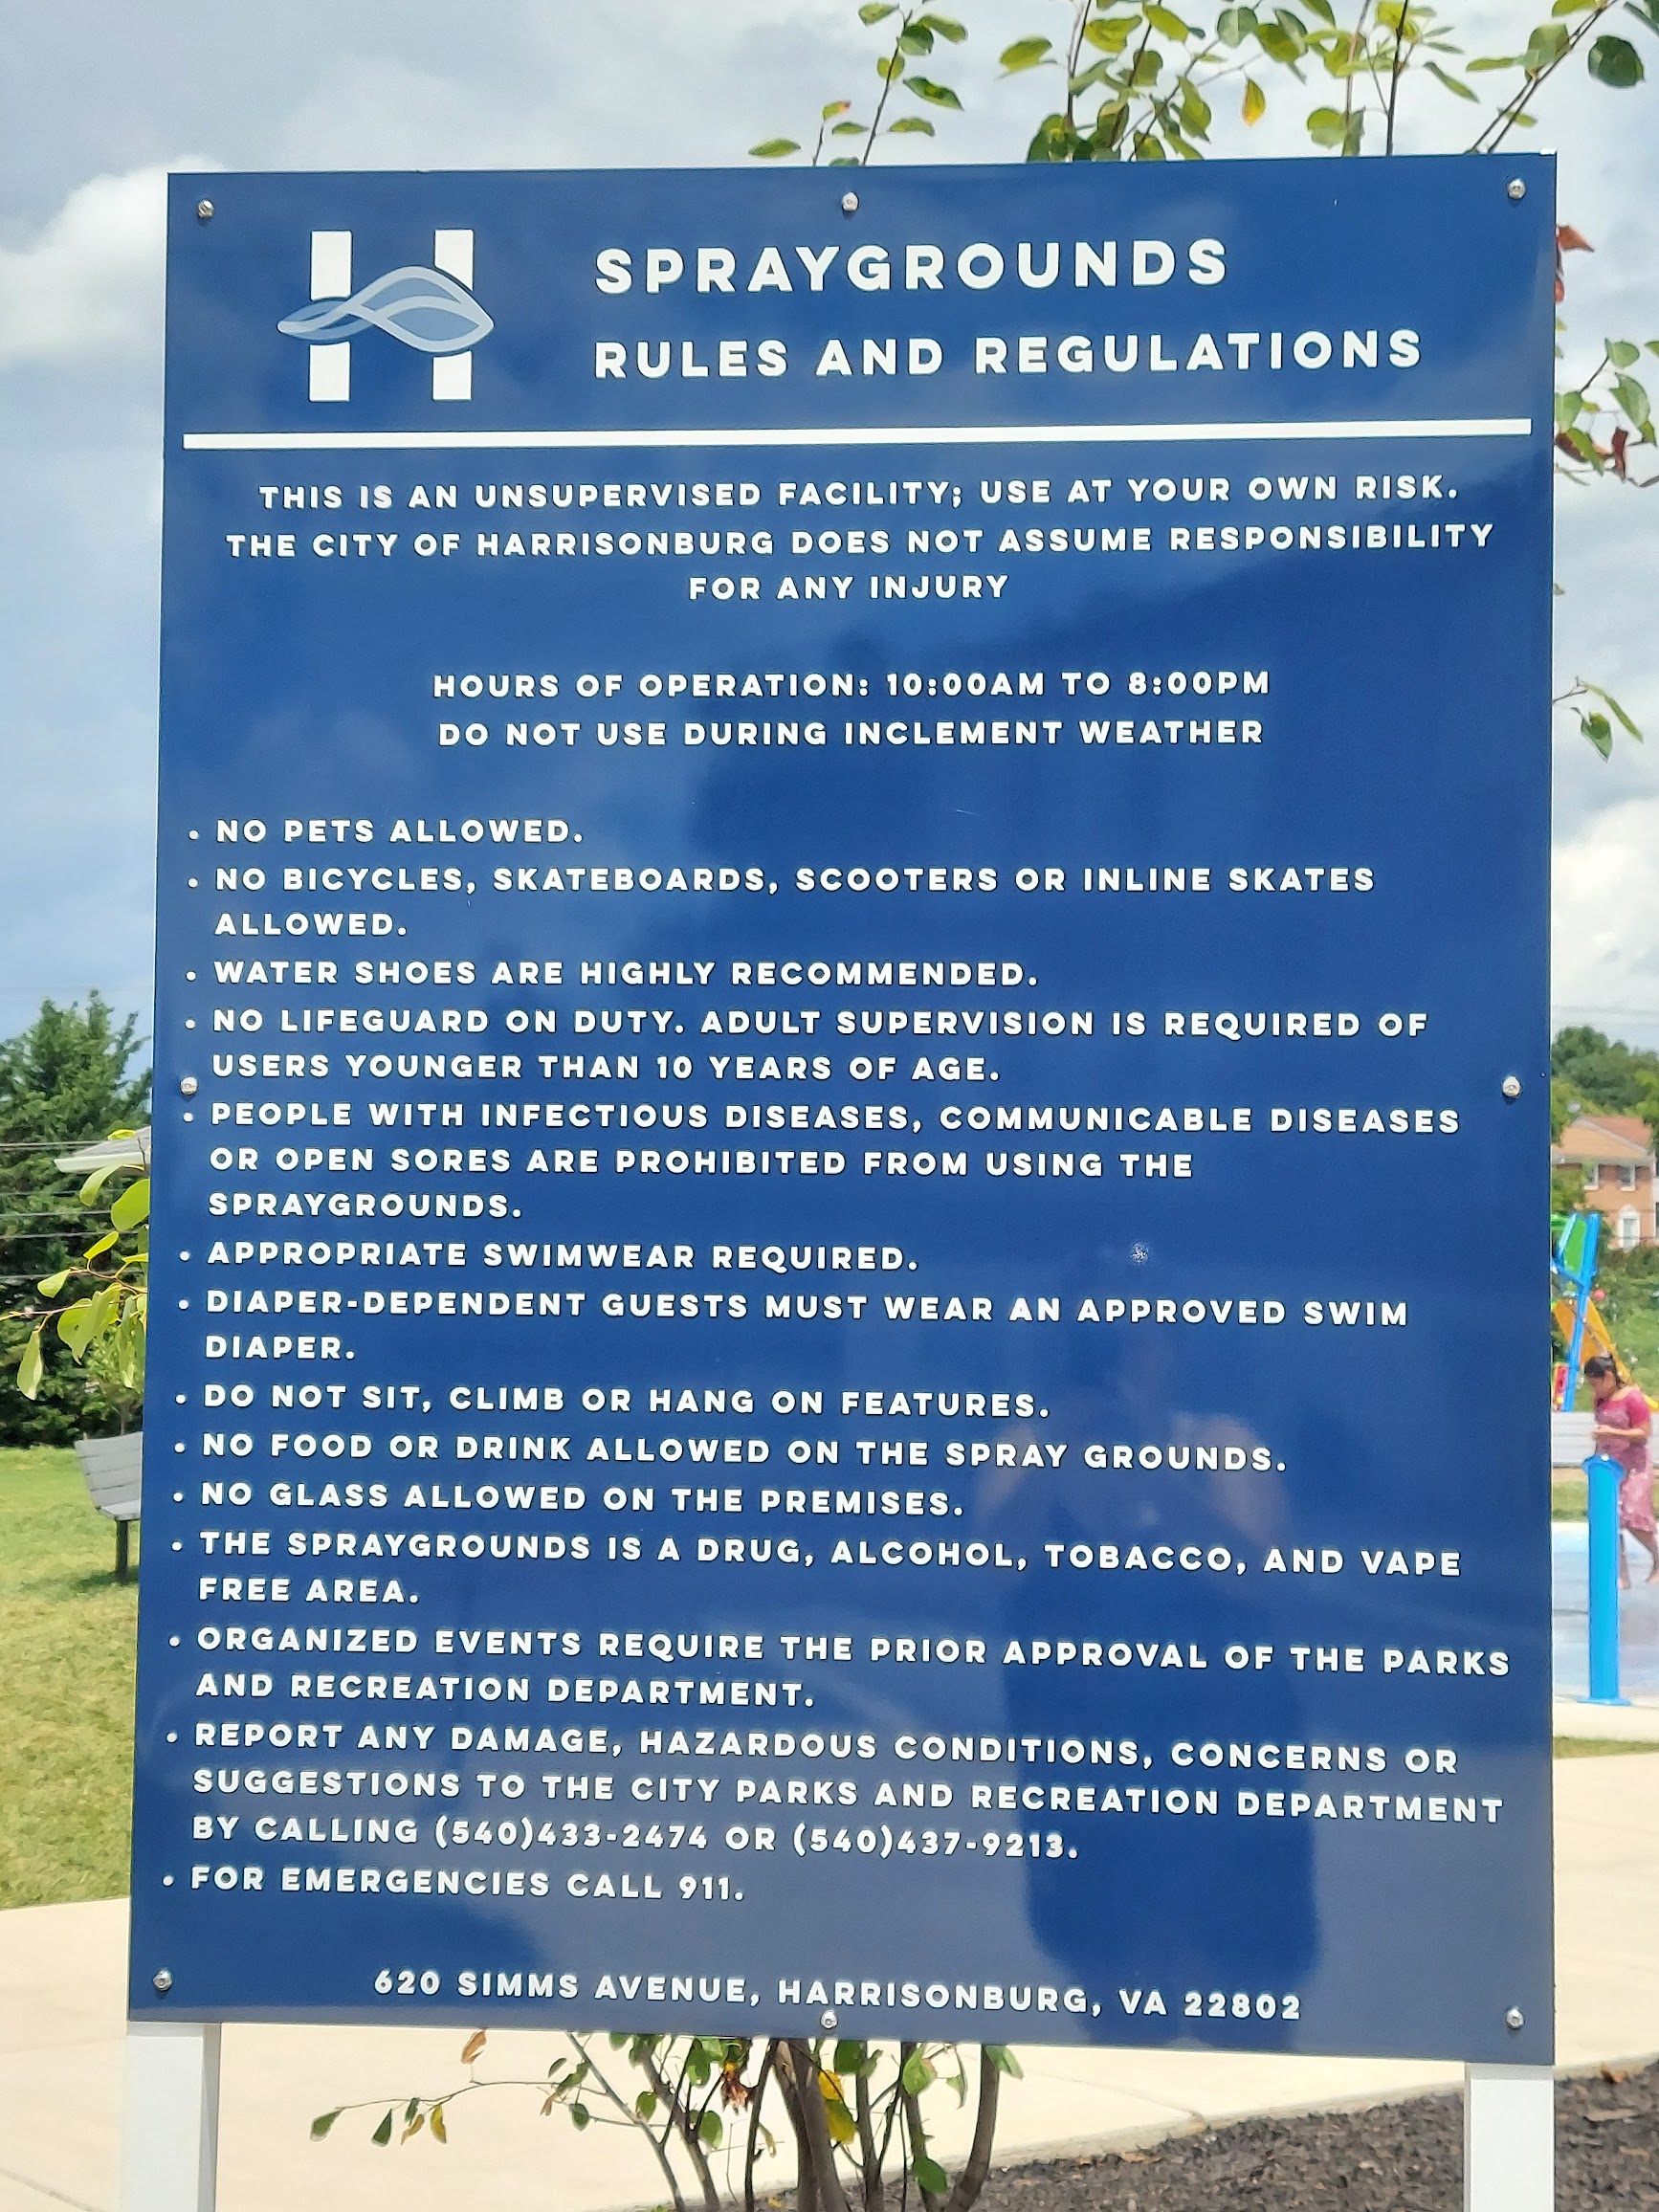 H
SPRAYGROUNDS
RULES AND REGULATIONS
THIS IS AN UNSUPERVISED FACILITY; USE AT YOUR OWN RISK.
THE CITY OF HARRISONBURG DOES NOT ASSUME RESPONSIBILITY
FOR ANY INJURY
HOURS OF OPERATION: 10:00AM TO 8:00PM
DO NOT USE DURING INCLEMENT WEATHER
• NO PETS ALLOWED.
• NO BICYCLES, SKATEBOARDS, SCOOTERS OR INLINE SKATES
ALLOWED.
• WATER SHOES ARE HIGHLY RECOMMENDED.
• NO LIFEGUARD ON DUTY. ADULT SUPERVISION IS REQUIRED OF
USERS YOUNGER THAN 10 YEARS OF AGE.
• PEOPLE WITH INFECTIOUS DISEASES, COMMUNICABLE DISEASES
OR OPEN SORES ARE PROHIBITED FROM USING THE
SPRAYGROUNDS.
• APPROPRIATE SWIMWEAR REQUIRED.
• DIAPER-DEPENDENT GUESTS MUST WEAR AN APPROVED SWIM
DIAPER.
• DO NOT SIT, CLIMB OR HANG ON FEATURES.
• NO FOOD OR DRINK ALLOWED ON THE SPRAY GROUNDS.
• NO GLASS ALLOWED ON THE PREMISES.
• THE SPRAYGROUNDS IS A DRUG, ALCOHOL, TOBACCO, AND VAPE
FREE AREA.
• ORGANIZED EVENTS REQUIRE THE PRIOR APPROVAL OF THE PARKS
AND RECREATION DEPARTMENT.
• REPORT ANY DAMAGE, HAZARDOUS CONDITIONS, CONCERNS OR
SUGGESTIONS TO THE CITY PARKS AND RECREATION DEPARTMENT
BY CALLING (540)433-2474 OR (540)437-9213.
• FOR EMERGENCIES CALL 911.
620 SIMMS AVENUE, HARRISONBURG, VA 22802